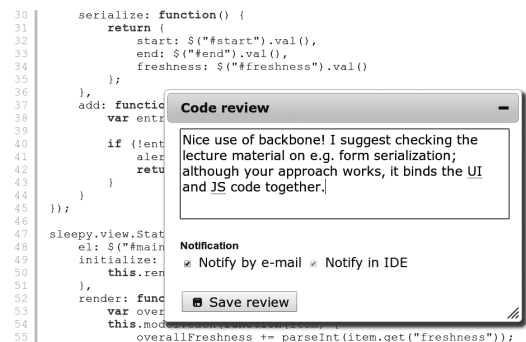 30 serialize: function() {
31 return {
32 start: $("#start").val(),
33 end: $("#end").val(),
34 freshness: $("#freshness").val()
35 };
36 },
37 add: functio
38 var entr
39
40 if (!ent
41 aler
42 retu
43 }
44 }
45 });
46
47 sleepy.view.Stat
48 el: $("#main
49 initialize:
50 this.ren
51 },
52 render: func
53 var over
54
55 overallFreshness += parseInt(item.get("freshness"));
Code review
Nice use of backbone! I suggest checking the
lecture material on e.g. form serialization;
although your approach works, it binds the UI
and JS code together.
Notification
Notify by e-mail Notify in IDE
Save review